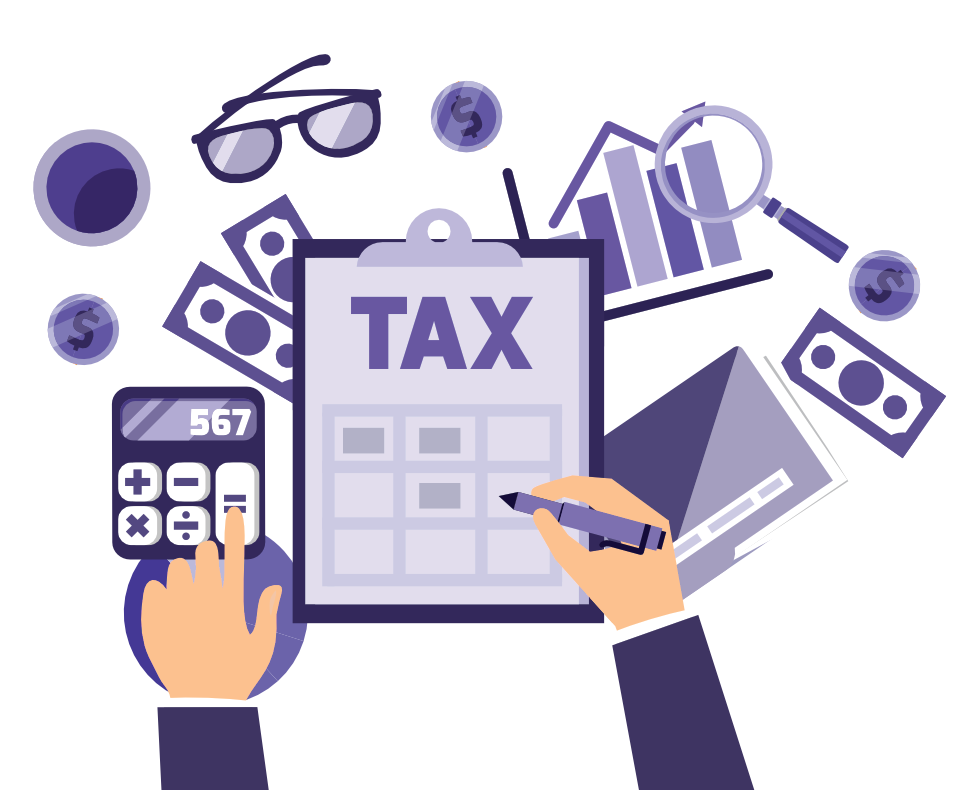 $
$
$
TAX
567
+ −
× ÷ =